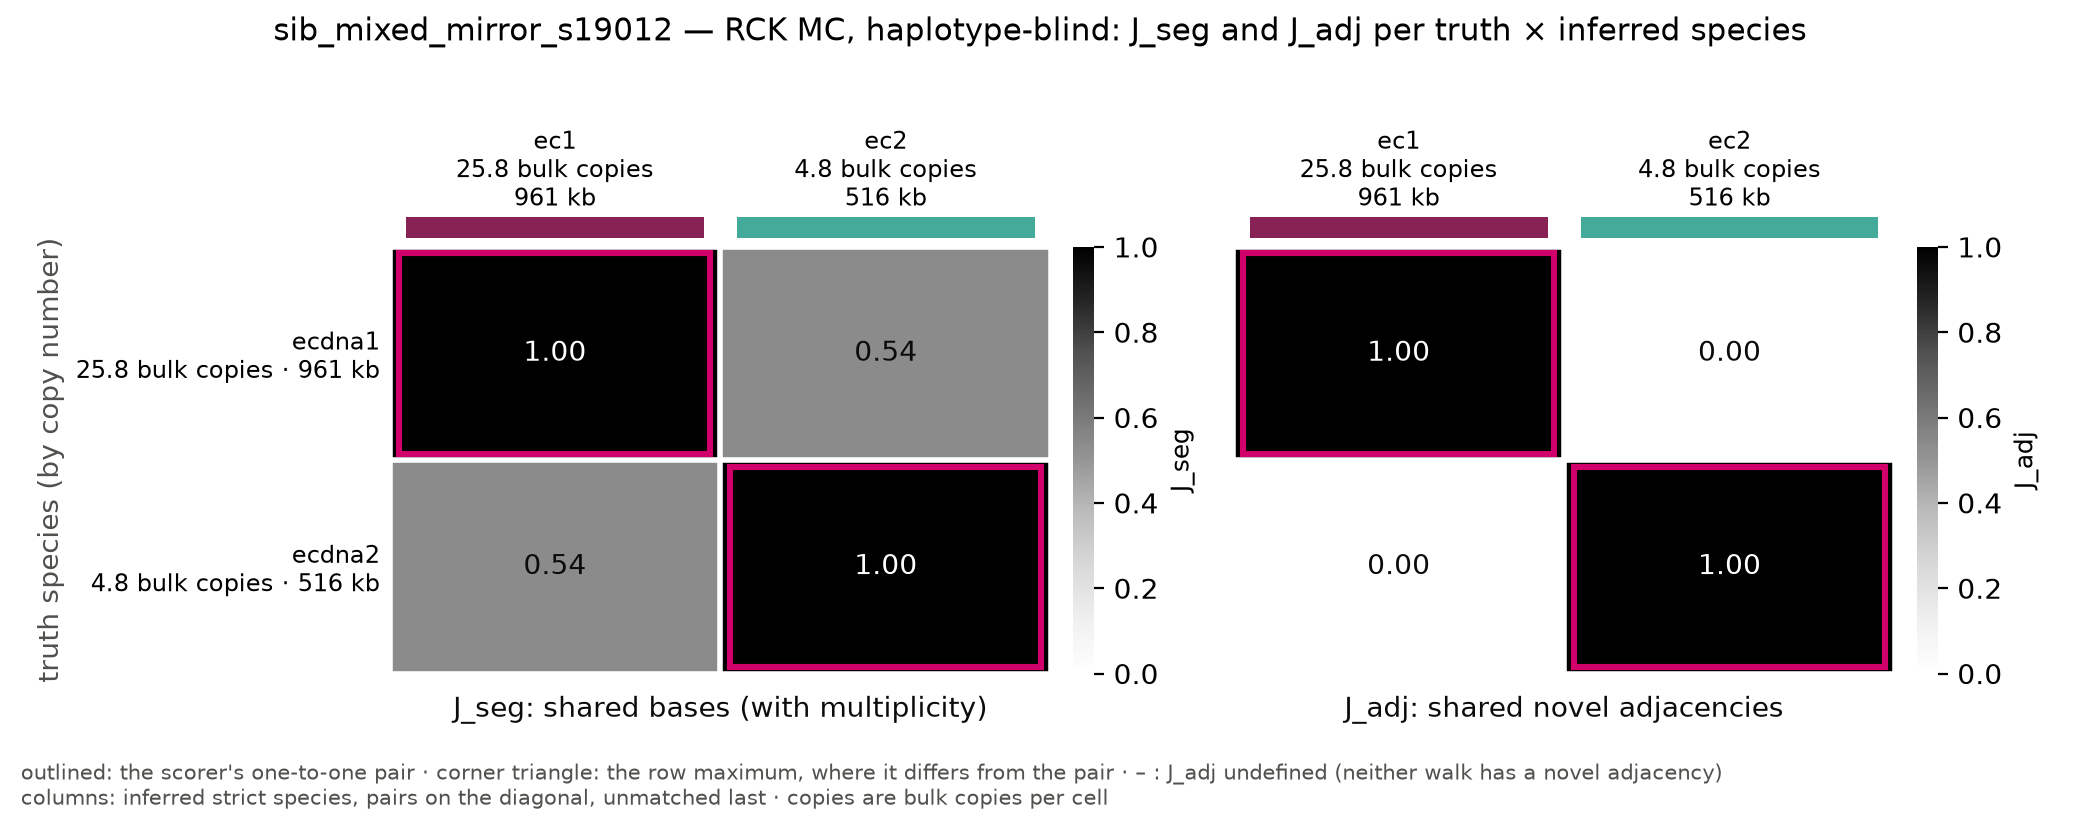 sib_mixed_mirror_s19012 — RCK MC, haplotype-blind: J_seg and J_adj per truth × inferred species
ec1
25.8 bulk copies
961 kb
ec2
4.8 bulk copies
516 kb
truth species (by copy number)
ecdna1
25.8 bulk copies · 961 kb
ecdna2
4.8 bulk copies · 516 kb
1.00
0.54
0.54
1.00
1.0
0.8
0.6
0.4
0.2
0.0
J_seg
J_seg: shared bases (with multiplicity)
ec1
25.8 bulk copies
961 kb
ec2
4.8 bulk copies
516 kb
1.00
0.00
0.00
1.00
1.0
0.8
0.6
0.4
0.2
0.0
J_adj
J_adj: shared novel adjacencies
outlined: the scorer's one-to-one pair · corner triangle: the row maximum, where it differs from the pair · – : J_adj undefined (neither walk has a novel adjacency)
columns: inferred strict species, pairs on the diagonal, unmatched last · copies are bulk copies per cell